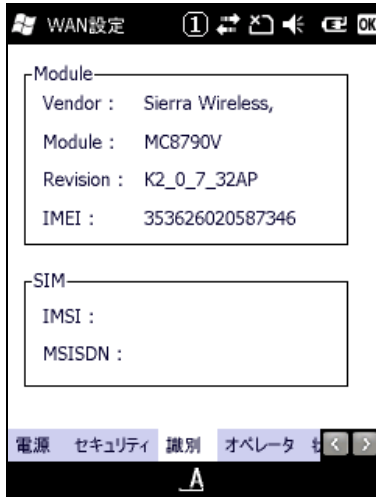 WAN設定 1 OK
Module
Vendor : Sierra Wireless,
Module : MC8790V
Revision : K2_0_7_32AP
IMEI : 353626020587346
SIM
IMSI :
MSISDN :
電源 セキュリティ 識別 オペレータ
A